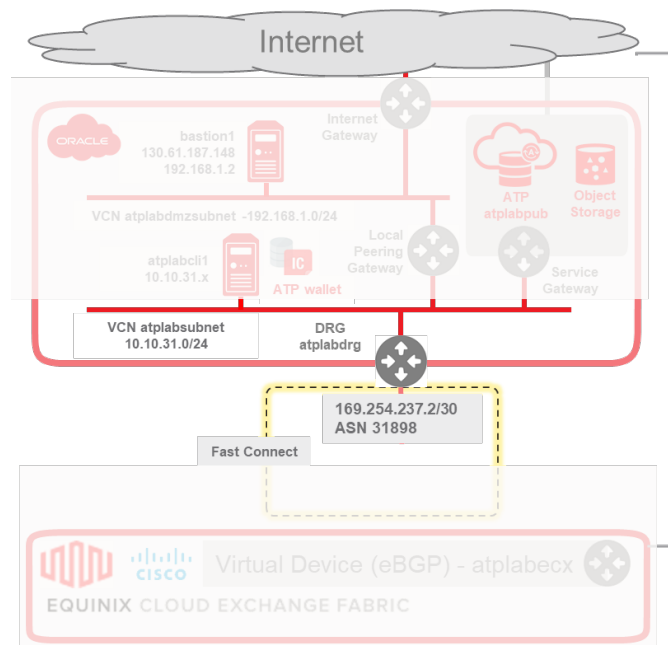 Internet
Internet
Gateway
ORACLE
bastion1
130.61.187.148
192.168.1.2
ATP
atplabpub
Object
Storage
VCN atplabdmzsubnet -192.168.1.0/24
Local
Peering
Gateway
atplabcli1
10.10.31.x
IC
ATP wallet
Service
Gateway
VCN atplabsubnet
10.10.31.0/24
DRG
atplabdrg
169.254.237.2/30
ASN 31898
Fast Connect
CISCO
Virtual Device (eBGP) - atplabecx
EQUINIX CLOUD EXCHANGE FABRIC